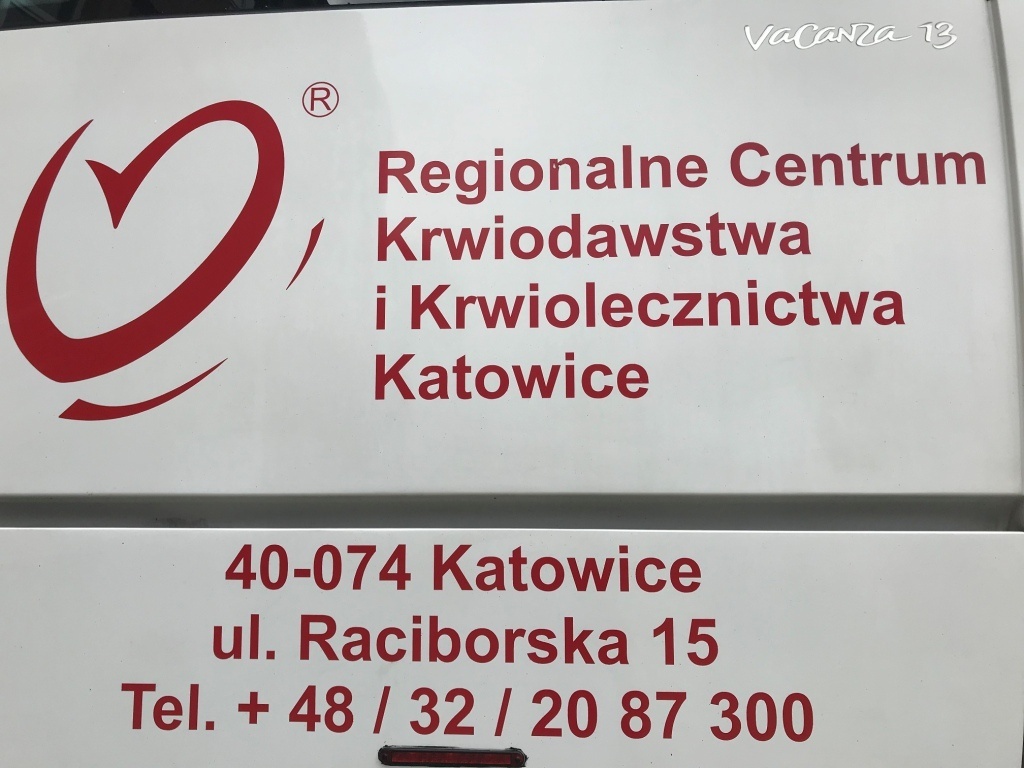 Vacanza 13
®
Regionalne Centrum
Krwiodawstwa
i Krwiolecznictwa
Katowice
40-074 Katowice
ul. Raciborska 15
Tel. + 48 / 32 / 20 87 300